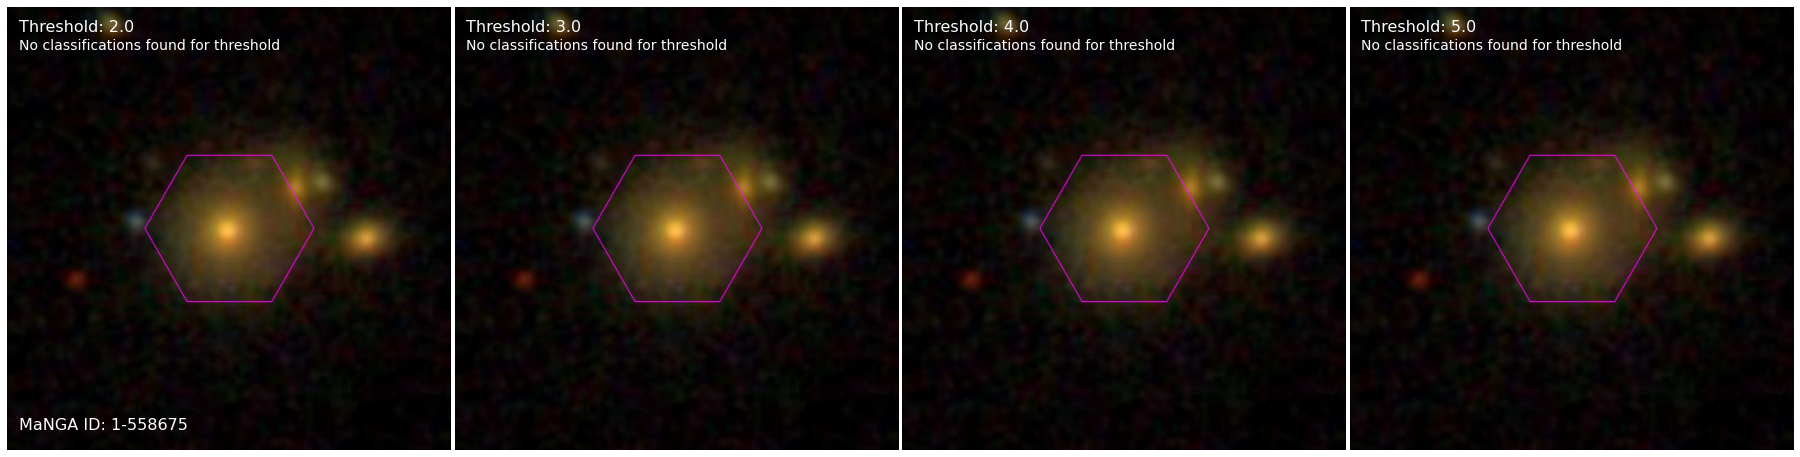 Threshold: 2.0
No classifications found for threshold
MaNGA ID: 1-558675
Threshold: 3.0
No classifications found for threshold
Threshold: 4.0
No classifications found for threshold
Threshold: 5.0
No classifications found for threshold